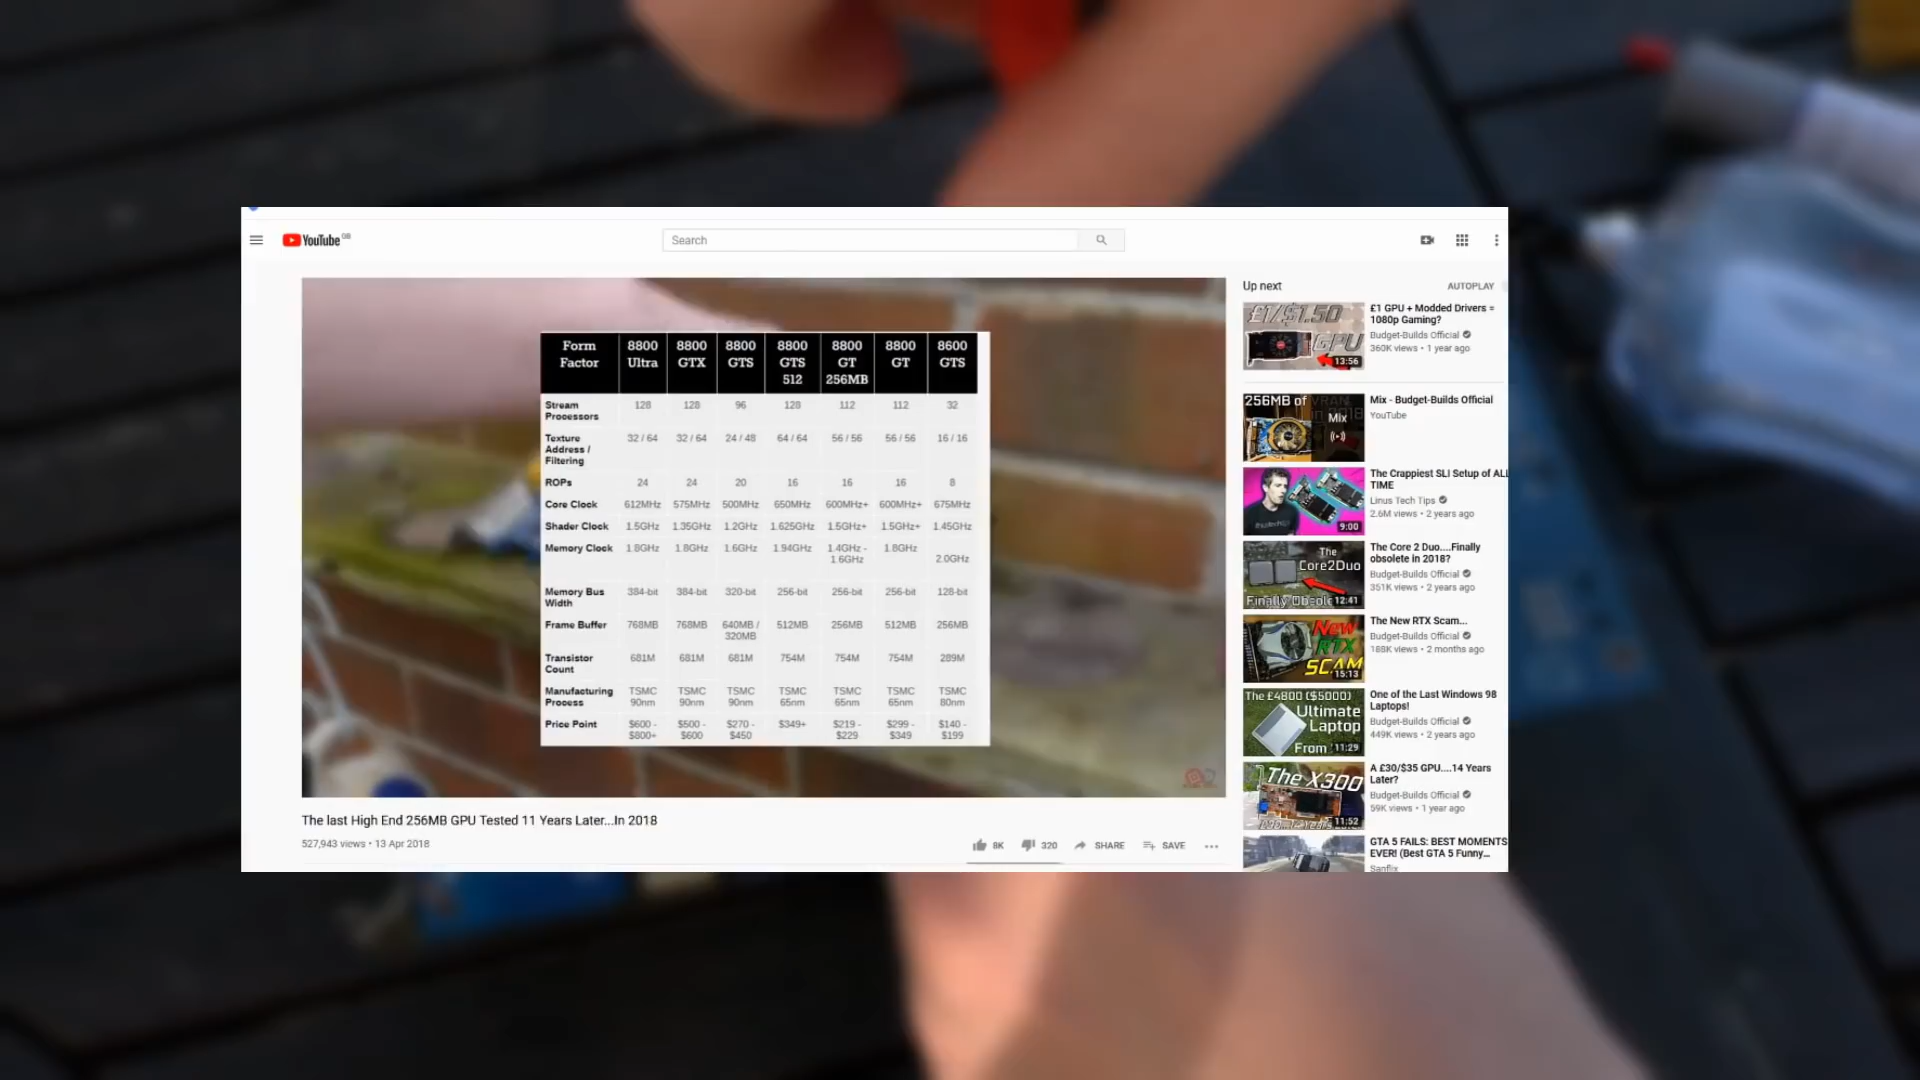 YouTube GB
Search
Form Factor 8800 Ultra 8800 GTX 8800 GTS 8800 GTS 512 8800 GT 256MB 8800 GT 8600 GTS
Stream Processors 128 128 96 128 112 112 32
Texture Address / Filtering 32 / 64 32 / 64 24 / 48 64 / 64 56 / 56 56 / 56 16 / 16
ROPs 24 24 20 16 16 16 8
Core Clock 612MHz 575MHz 500MHz 650MHz 600MHz+ 600MHz+ 675MHz
Shader Clock 1.5GHz 1.35GHz 1.2GHz 1.625GHz 1.5GHz+ 1.5GHz+ 1.45GHz
Memory Clock 1.8GHz 1.8GHz 1.6GHz 1.94GHz 1.4GHz - 1.6GHz 1.8GHz 2.0GHz
Memory Bus Width 384-bit 384-bit 320-bit 256-bit 256-bit 256-bit 128-bit
Frame Buffer 768MB 768MB 640MB / 320MB 512MB 256MB 512MB 256MB
Transistor Count 681M 681M 681M 754M 754M 754M 289M
Manufacturing Process TSMC 90nm TSMC 90nm TSMC 90nm TSMC 65nm TSMC 65nm TSMC 65nm TSMC 80nm
Price Point $600 - $800+ $500 - $600 $270 - $450 $349+ $219 - $229 $299 - $349 $140 - $199
The last High End 256MB GPU Tested 11 Years Later...In 2018
527,943 views • 13 Apr 2018
8K 320 SHARE SAVE
Up next AUTOPLAY
£1/$1.50
GPU
13:56
£1 GPU + Modded Drivers =
1080p Gaming?
Budget-Builds Official
360K views • 1 year ago
256MB of VRAM
in 2018
Mix
Mix - Budget-Builds Official
YouTube
9:00
The Crappiest SLI Setup of ALL
TIME
Linus Tech Tips
2.6M views • 2 years ago
The
Core2Duo
Finally Obsolete
12:41
The Core 2 Duo....Finally
obsolete in 2018?
Budget-Builds Official
351K views • 2 years ago
New
RTX
SCAM
15:13
The New RTX Scam...
Budget-Builds Official
188K views • 2 months ago
The £4800 ($5000)
Ultimate
Laptop
From
11:29
One of the Last Windows 98
Laptops!
Budget-Builds Official
449K views • 2 years ago
The X300
11:52
A £30/$35 GPU....14 Years
Later?
Budget-Builds Official
59K views • 1 year ago
GTA 5 FAILS: BEST MOMENTS
EVER! (Best GTA 5 Funny...
Sanflix